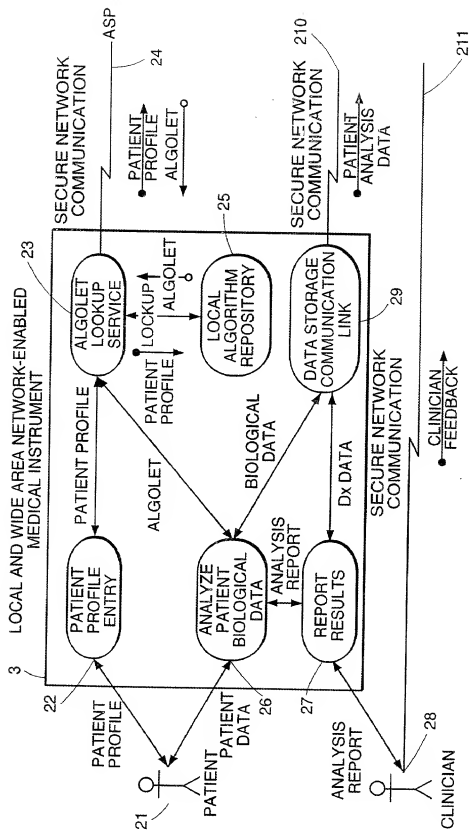 LOCAL AND WIDE AREA NETWORK-ENABLED
MEDICAL INSTRUMENT
3
22
PATIENT
PROFILE
ENTRY
PATIENT PROFILE
23
ALGOLET
LOOKUP
SERVICE
SECURE NETWORK
COMMUNICATION
ASP
24
PATIENT
PROFILE
ALGOLET
PATIENT
PROFILE
LOOKUP
ALGOLET
25
LOCAL
ALGORITHM
REPOSITORY
PATIENT
PROFILE
21
PATIENT
PATIENT
DATA
ALGOLET
ANALYZE
PATIENT
BIOLOGICAL
DATA
26
BIOLOGICAL
DATA
ANALYSIS
REPORT
SECURE NETWORK
COMMUNICATION
210
PATIENT
ANALYSIS
DATA
DATA STORAGE
COMMUNICATION
LINK
29
REPORT
RESULTS
27
Dx DATA
SECURE NETWORK
COMMUNICATION
ANALYSIS
REPORT
28
CLINICIAN
CLINICIAN
FEEDBACK
211